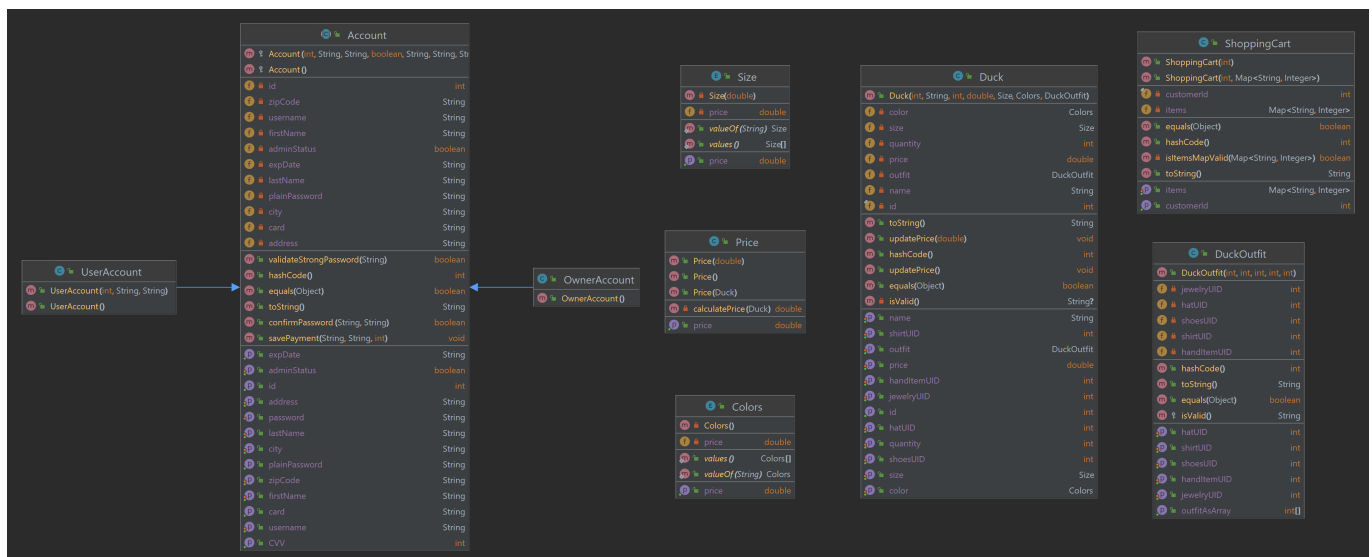 Account
Account(int, String, String, boolean, String, String, St
Account()
id int
zipCode String
username String
firstName String
adminStatus boolean
expDate String
lastName String
plainPassword String
city String
card String
address String
validateStrongPassword(String) boolean
hashCode() int
equals(Object) boolean
toString() String
confirmPassword(String, String) boolean
savePayment(String, String, int) void
expDate String
adminStatus boolean
id int
address String
password String
lastName String
city String
plainPassword String
zipCode String
firstName String
card String
username String
CVV int
UserAccount
UserAccount(int, String, String)
UserAccount()
OwnerAccount
OwnerAccount()
Size
Size(double)
price double
valueOf(String) Size
values() Size[]
price double
Price
Price(double)
Price()
Price(Duck)
calculatePrice(Duck) double
price double
Colors
Colors()
price double
values() Colors[]
valueOf(String) Colors
price double
Duck
Duck(int, String, int, double, Size, Colors, DuckOutfit)
color Colors
size Size
quantity int
price double
outfit DuckOutfit
name String
id int
toString() String
updatePrice(double) void
hashCode() int
updatePrice() void
equals(Object) boolean
isValid() String?
name String
shirtUID int
outfit DuckOutfit
price double
handItemUID int
jewelryUID int
id int
hatUID int
quantity int
shoesUID int
size Size
color Colors
ShoppingCart
ShoppingCart(int)
ShoppingCart(int, Map<String, Integer>)
customerId int
items Map<String, Integer>
equals(Object) boolean
hashCode() int
isItemsMapValid(Map<String, Integer>) boolean
toString() String
items Map<String, Integer>
customerId int
DuckOutfit
DuckOutfit(int, int, int, int, int)
jewelryUID int
hatUID int
shoesUID int
shirtUID int
handItemUID int
hashCode() int
toString() String
equals(Object) boolean
isValid() String
hatUID int
shirtUID int
shoesUID int
handItemUID int
jewelryUID int
outfitAsArray int[]